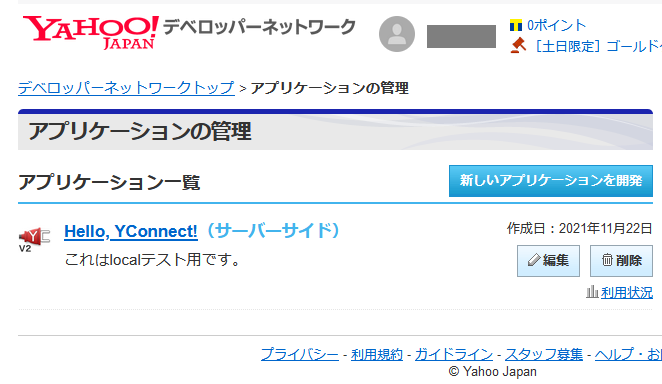 YAHOO! JAPAN デベロッパーネットワーク
0ポイント
［土日限定］ゴールド
デベロッパーネットワークトップ > アプリケーションの管理
アプリケーションの管理
アプリケーション一覧
新しいアプリケーションを開発
Hello, YConnect!（サーバーサイド）
作成日：2021年11月22日
V2
これはlocalテスト用です。
編集
削除
利用状況
プライバシー - 利用規約 - ガイドライン - スタッフ募集 - ヘルプ・お
© Yahoo Japan